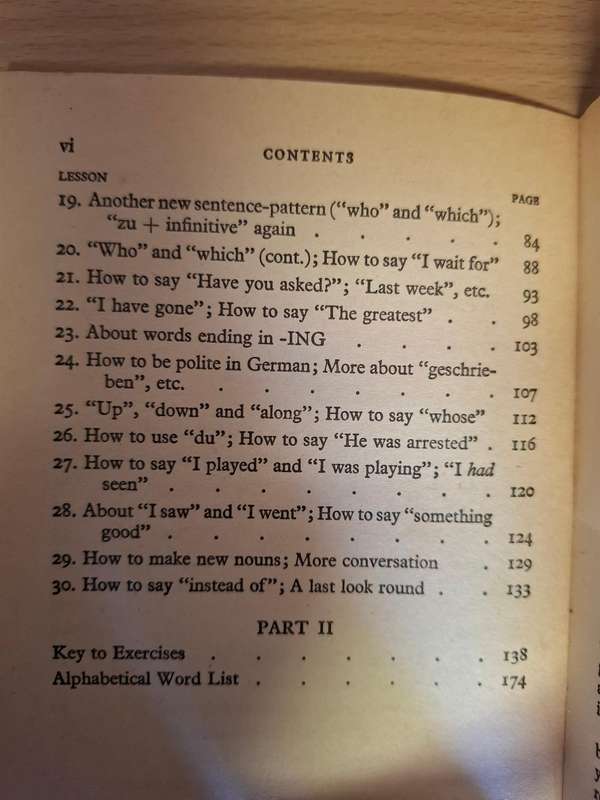 vi
CONTENTS
LESSON
PAGE
19. Another new sentence-pattern ("who" and "which");
"zu + infinitive" again . . . . . 84
20. "Who" and "which" (cont.); How to say "I wait for" 88
21. How to say "Have you asked?"; "Last week", etc. 93
22. "I have gone"; How to say "The greatest" . . 98
23. About words ending in -ING . . . . 103
24. How to be polite in German; More about "geschrie-
ben", etc. . . . . . . . 107
25. "Up", "down" and "along"; How to say "whose" 112
26. How to use "du"; How to say "He was arrested" . 116
27. How to say "I played" and "I was playing"; "I had
seen" . . . . . . . . 120
28. About "I saw" and "I went"; How to say "something
good" . . . . . . . . 124
29. How to make new nouns; More conversation . 129
30. How to say "instead of"; A last look round . . 133
PART II
Key to Exercises . . . . . . . 138
Alphabetical Word List . . . . . . 174